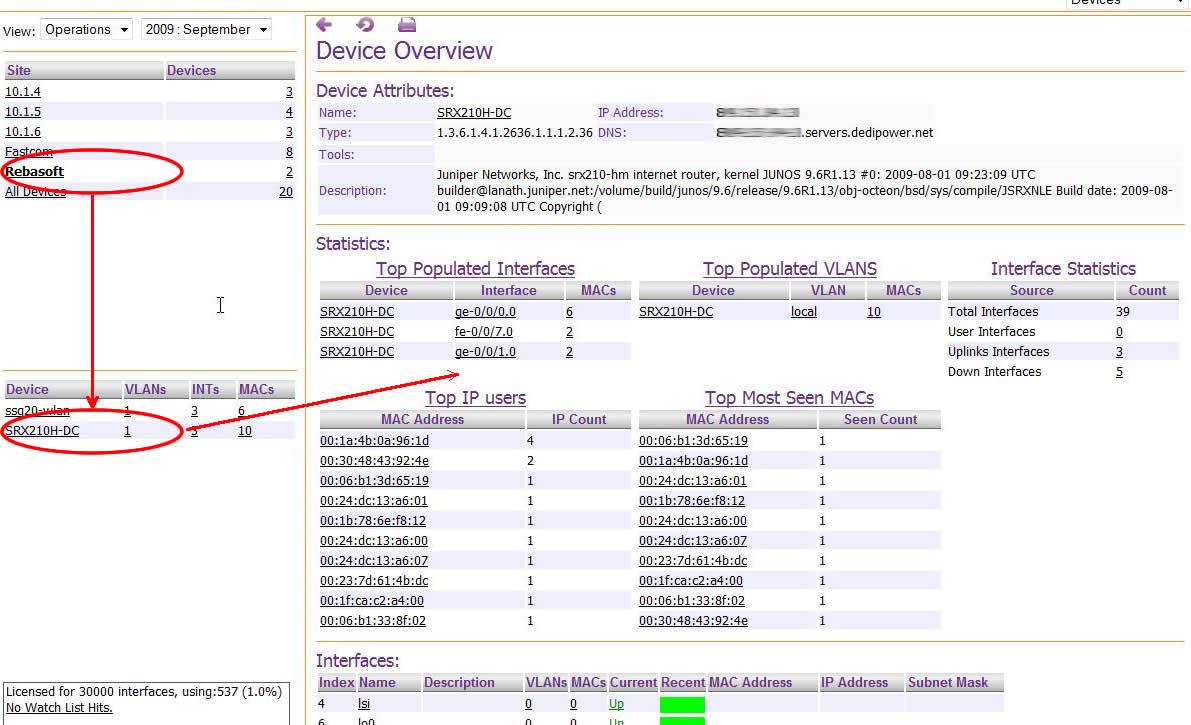 Devices
View: Operations 2009 : September
Site Devices
10.1.4 3
10.1.5 4
10.1.6 3
Fastcom 8
Rebasoft 2
All Devices 20
Device VLANs INTs MACs
ssg20-wlan 1 3 6
SRX210H-DC 1 3 10
Licensed for 30000 interfaces, using:537 (1.0%)
No Watch List Hits.
Device Overview
Device Attributes:
Name: SRX210H-DC IP Address:
Type: 1.3.6.1.4.1.2636.1.1.1.2.36 DNS: .servers.dedipower.net
Tools:
Description:
Juniper Networks, Inc. srx210-hm internet router, kernel JUNOS 9.6R1.13 #0: 2009-08-01 09:23:09 UTC
builder@lanath.juniper.net:/volume/build/junos/9.6/release/9.6R1.13/obj-octeon/bsd/sys/compile/JSRXNLE Build date: 2009-08-
01 09:09:08 UTC Copyright (
Statistics:
Top Populated Interfaces
Device Interface MACs
SRX210H-DC ge-0/0/0.0 6
SRX210H-DC fe-0/0/7.0 2
SRX210H-DC ge-0/0/1.0 2
Top Populated VLANS
Device VLAN MACs
SRX210H-DC local 10
Interface Statistics
Source Count
Total Interfaces 39
User Interfaces 0
Uplinks Interfaces 3
Down Interfaces 5
Top IP users
MAC Address IP Count
00:1a:4b:0a:96:1d 4
00:30:48:43:92:4e 2
00:06:b1:3d:65:19 1
00:24:dc:13:a6:01 1
00:1b:78:6e:f8:12 1
00:24:dc:13:a6:00 1
00:24:dc:13:a6:07 1
00:23:7d:61:4b:dc 1
00:1f:ca:c2:a4:00 1
00:06:b1:33:8f:02 1
Top Most Seen MACs
MAC Address Seen Count
00:06:b1:3d:65:19 1
00:1a:4b:0a:96:1d 1
00:24:dc:13:a6:01 1
00:1b:78:6e:f8:12 1
00:24:dc:13:a6:00 1
00:24:dc:13:a6:07 1
00:23:7d:61:4b:dc 1
00:1f:ca:c2:a4:00 1
00:06:b1:33:8f:02 1
00:30:48:43:92:4e 1
Interfaces:
Index Name Description VLANs MACs Current Recent MAC Address IP Address Subnet Mask
4 lsi 0 0 Up
6 lo0 0 0 Up